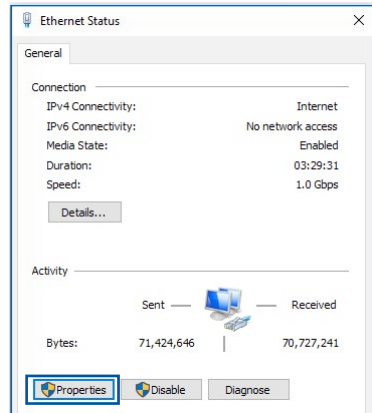 Ethernet Status
General
Connection
IPv4 Connectivity: Internet
IPv6 Connectivity: No network access
Media State: Enabled
Duration: 03:29:31
Speed: 1.0 Gbps
Details...
Activity
Sent Received
Bytes: 71,424,646 70,727,241
Properties Disable Diagnose